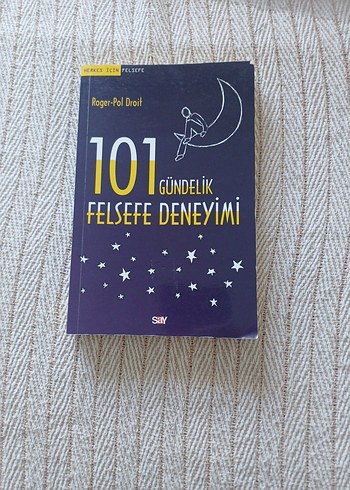 HERKES İÇİN FELSEFE
Roger-Pol Droit
101 GÜNDELİK
FELSEFE DENEYİMİ
SAY